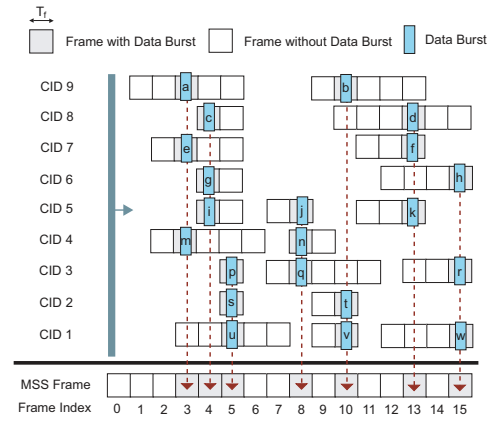 T_f
Frame with Data Burst Frame without Data Burst Data Burst
CID 9 a b
CID 8 c d
CID 7 e f
CID 6 g h
CID 5 i j k
CID 4 m n
CID 3 p q r
CID 2 s t
CID 1 u v w
MSS Frame
Frame Index 0 1 2 3 4 5 6 7 8 9 10 11 12 13 14 15